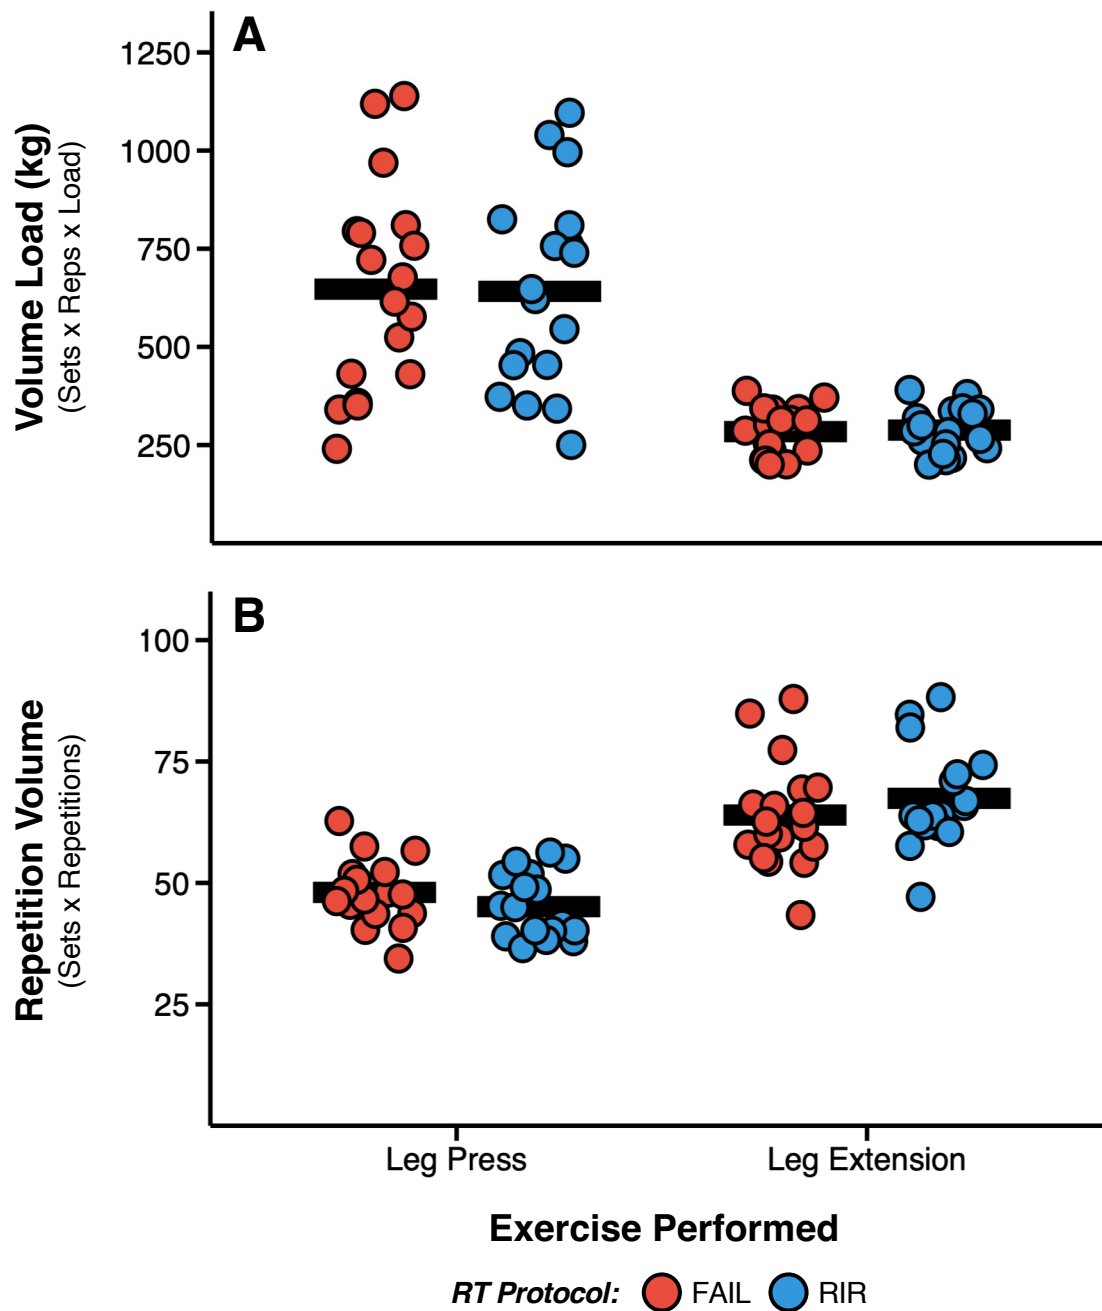 A
Volume Load (kg)
(Sets x Reps x Load)
1250
1000
750
500
250
B
Repetition Volume
(Sets x Repetitions)
100
75
50
25
Leg Press
Leg Extension
Exercise Performed
RT Protocol: FAIL RIR